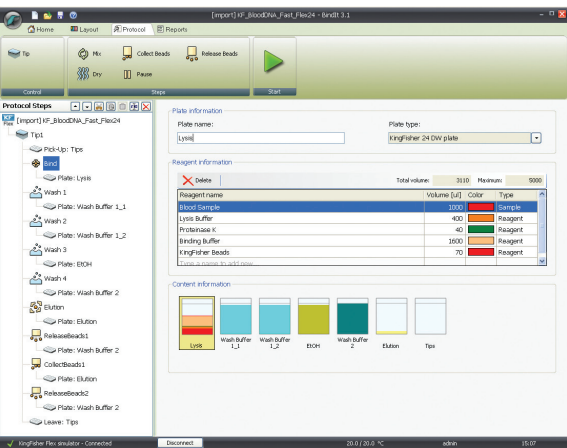 [import] KF_BloodDNA_Fast_Flex24 - BindIt 3.1
Home Layout Protocol Reports
Tip
Mix Collect Beads Release Beads
Dry Pause
Control Steps Start
Protocol Steps
KF Flex [import] KF_BloodDNA_Fast_Flex24
Tip1
Pick-Up: Tips
Bind
Plate: Lysis
Wash 1
Plate: Wash Buffer 1_1
Wash 2
Plate: Wash Buffer 1_2
Wash 3
Plate: EtOH
Wash 4
Plate: Wash Buffer 2
Elution
Plate: Elution
ReleaseBeads1
Plate: Wash Buffer 2
CollectBeads1
Plate: Elution
ReleaseBeads2
Plate: Wash Buffer 2
Leave: Tips
Plate information
Plate name: Plate type:
Lysis KingFisher 24 DW plate
Reagent information
Delete Total volume: 3110 Maximum: 5000
Reagent name Volume [ul] Color Type
Blood Sample 1000 Sample
Lysis Buffer 400 Reagent
Proteinase K 40 Reagent
Binding Buffer 1600 Reagent
KingFisher Beads 70 Reagent
Type a name to add new
Content information
Lysis
Wash Buffer 1_1
Wash Buffer 1_2
EtOH
Wash Buffer 2
Elution
Tips
KingFisher Flex simulator - Connected Disconnect 20.0 / 20.0 °C admin 15:07